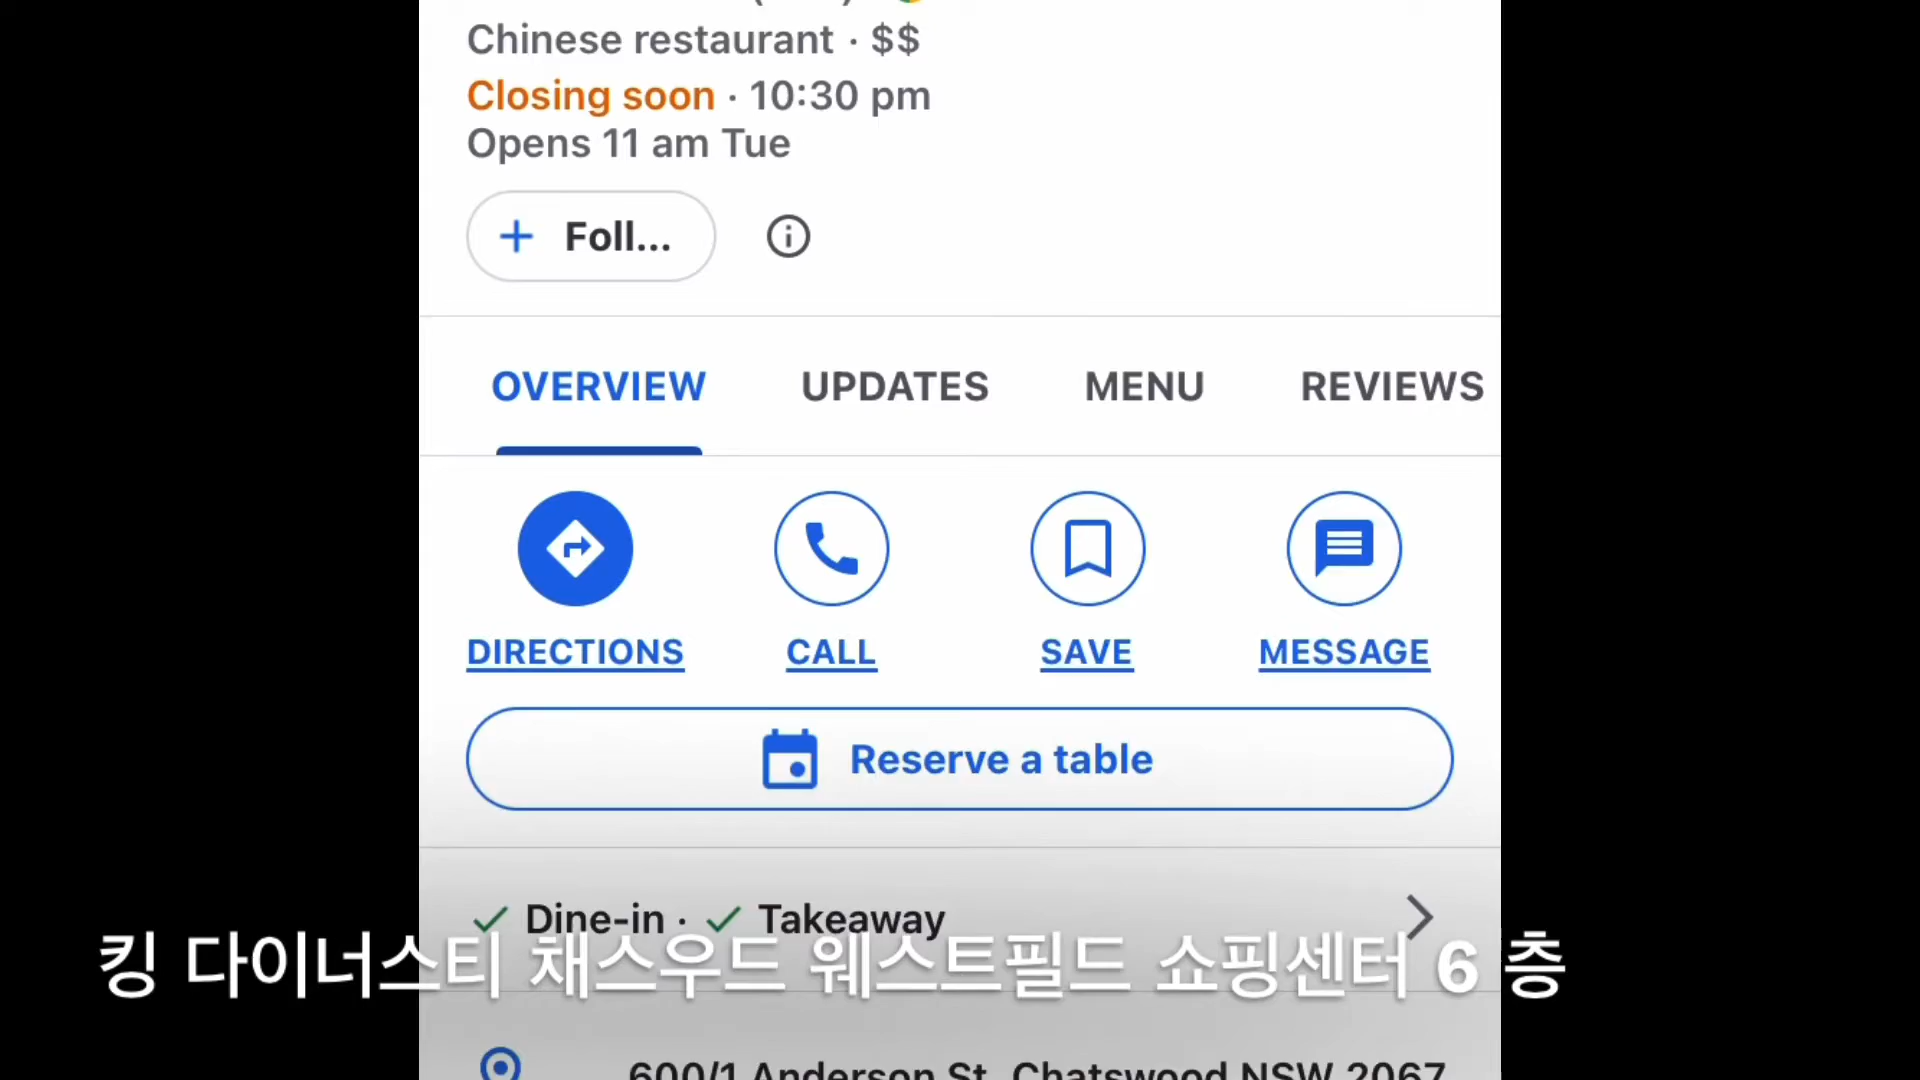 Chinese restaurant · $$
Closing soon · 10:30 pm
Opens 11 am Tue
+ Foll...
OVERVIEW UPDATES MENU REVIEWS
DIRECTIONS CALL SAVE MESSAGE
Reserve a table
Dine-in · Takeaway
킹 다이너스티 채스우드 웨스트필드 쇼핑센터 6 층
600/1 Anderson St, Chatswood NSW 2067